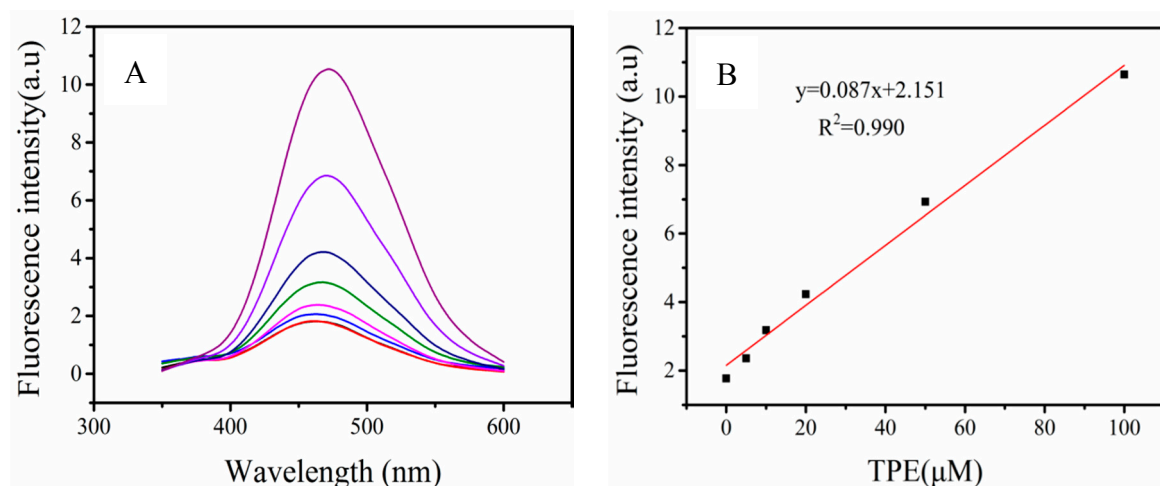 A
Fluorescence intensity(a.u)
12
10
8
6
4
2
0
300
400
500
600
Wavelength (nm)
B
y=0.087x+2.151
R²=0.990
Fluorescence intensity (a.u)
12
10
8
6
4
2
0
20
40
60
80
100
TPE(μM)